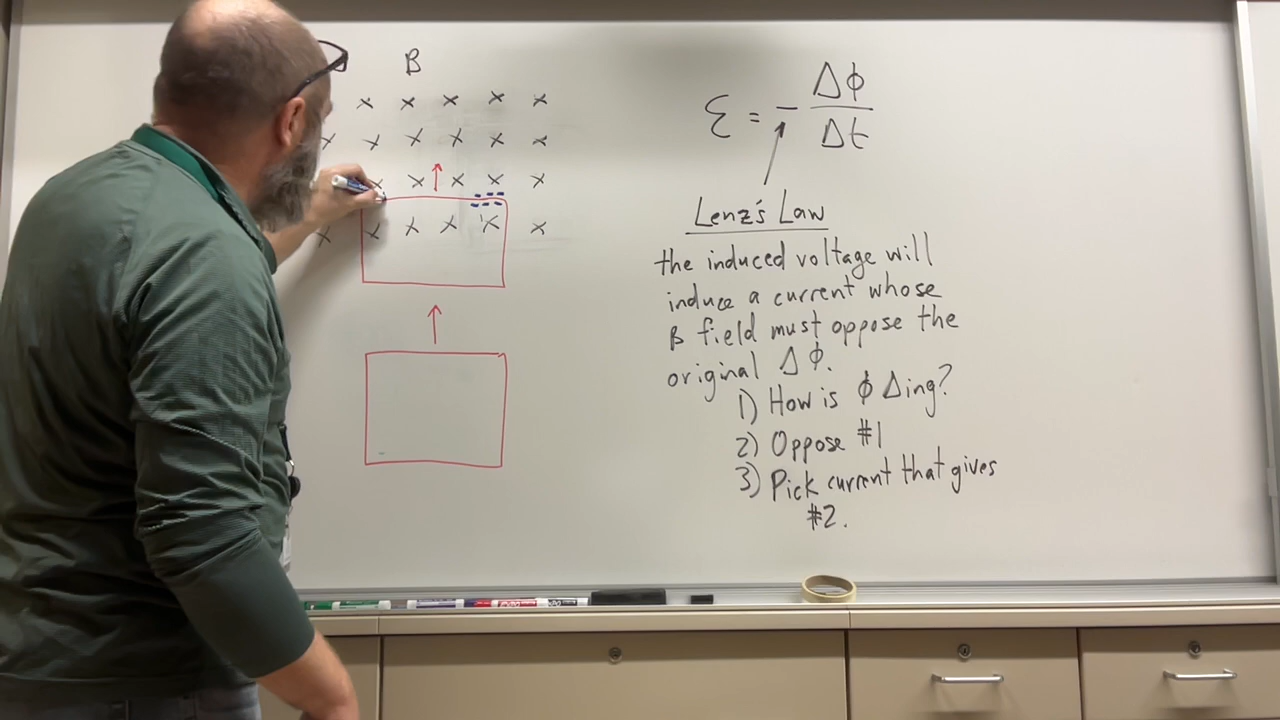 B
x x x x x
x x x x x x
x x x x x
x x x x x x
ℰ = - Δϕ/Δt
Lenz's Law
the induced voltage will
induce a current whose
B field must oppose the
original Δϕ.
1) How is ϕ Δing?
2) Oppose #1
3) Pick current that gives
#2.